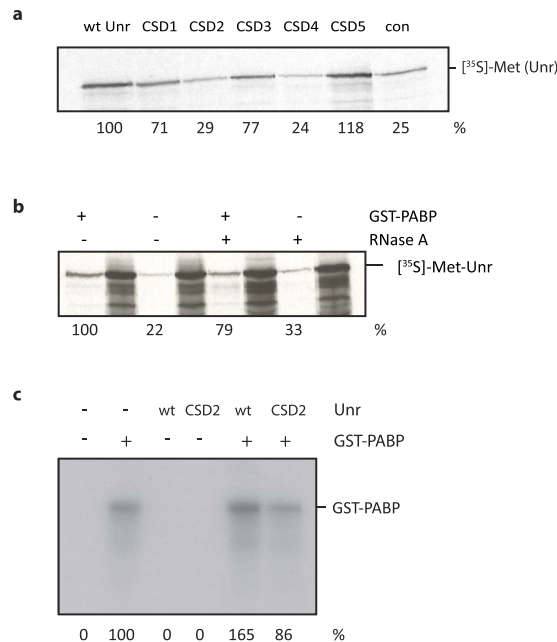 a
wt Unr CSD1 CSD2 CSD3 CSD4 CSD5 con
[³⁵S]-Met (Unr)
100 71 29 77 24 118 25 %
b
+ - + - GST-PABP
- - + + RNase A
[³⁵S]-Met-Unr
100 22 79 33 %
c
- - wt CSD2 wt CSD2 Unr
- + - - + + GST-PABP
GST-PABP
0 100 0 0 165 86 %